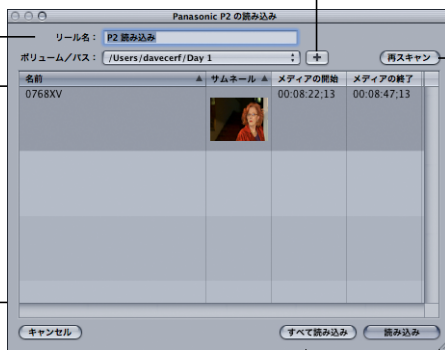 Panasonic P2 の読み込み
リール名： P2 読み込み
ボリューム/パス： /Users/davecerf/Day 1 + 再スキャン
名前 サムネール メディアの開始 メディアの終了
0768XV 00:08:22;13 00:08:47;13
キャンセル すべて読み込み 読み込み